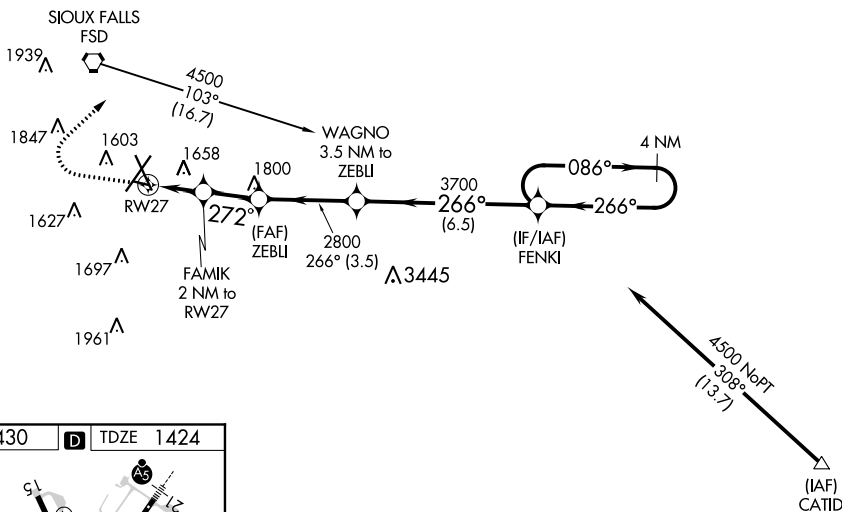 SIOUX FALLS
FSD
1939
4500
103°
(16.7)
WAGNO
3.5 NM to
ZEBLI
4 NM
1847
1603
1658
1800
3700
086°
266°
(6.5)
266°
RW27
272°
1627
(FAF)
ZEBLI
2800
266° (3.5)
(IF/IAF)
FENKI
1697
FAMIK
2 NM to
RW27
3445
1961
4500 NoPT
308°
(13.7)
430
D
TDZE 1424
A5
15
21
(IAF)
CATID